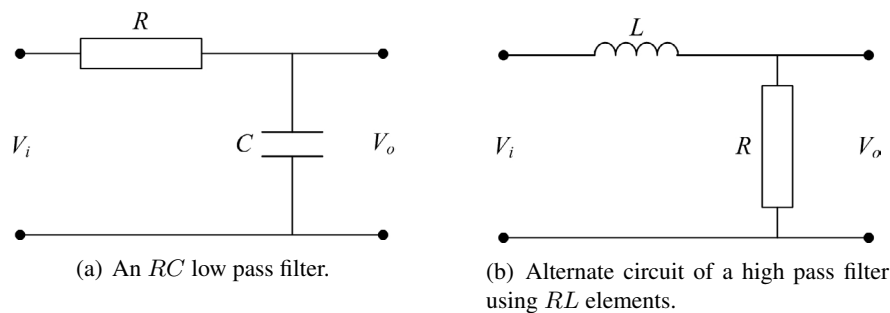 R
C
V_i
V_o
(a) An RC low pass filter.
L
R
V_i
V_o
(b) Alternate circuit of a high pass filter
using RL elements.